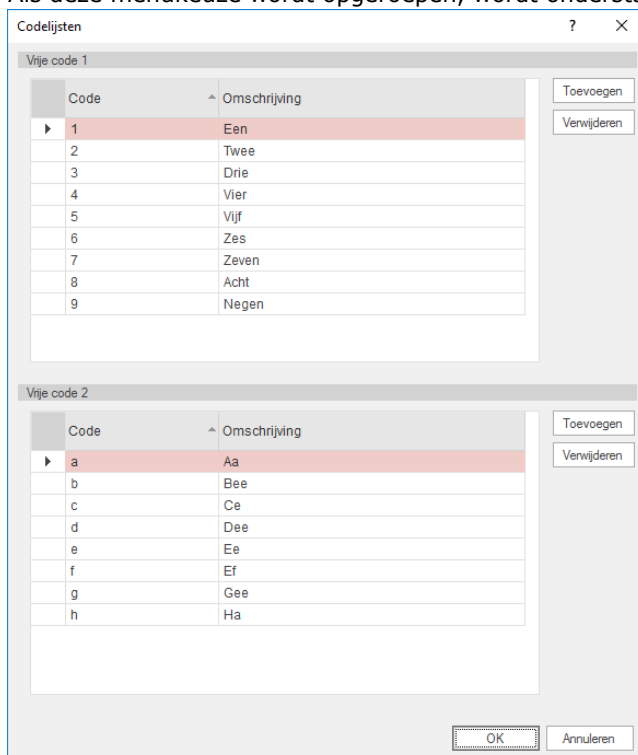 Als deze menukeuze wordt opgeroepen, wordt onderst
Codelijsten ? X
Vrije code 1
Code Omschrijving
Toevoegen
1 Een
Verwijderen
2 Twee
3 Drie
4 Vier
5 Vijf
6 Zes
7 Zeven
8 Acht
9 Negen
Vrije code 2
Code Omschrijving
Toevoegen
a Aa
Verwijderen
b Bee
c Ce
d Dee
e Ee
f Ef
g Gee
h Ha
OK Annuleren